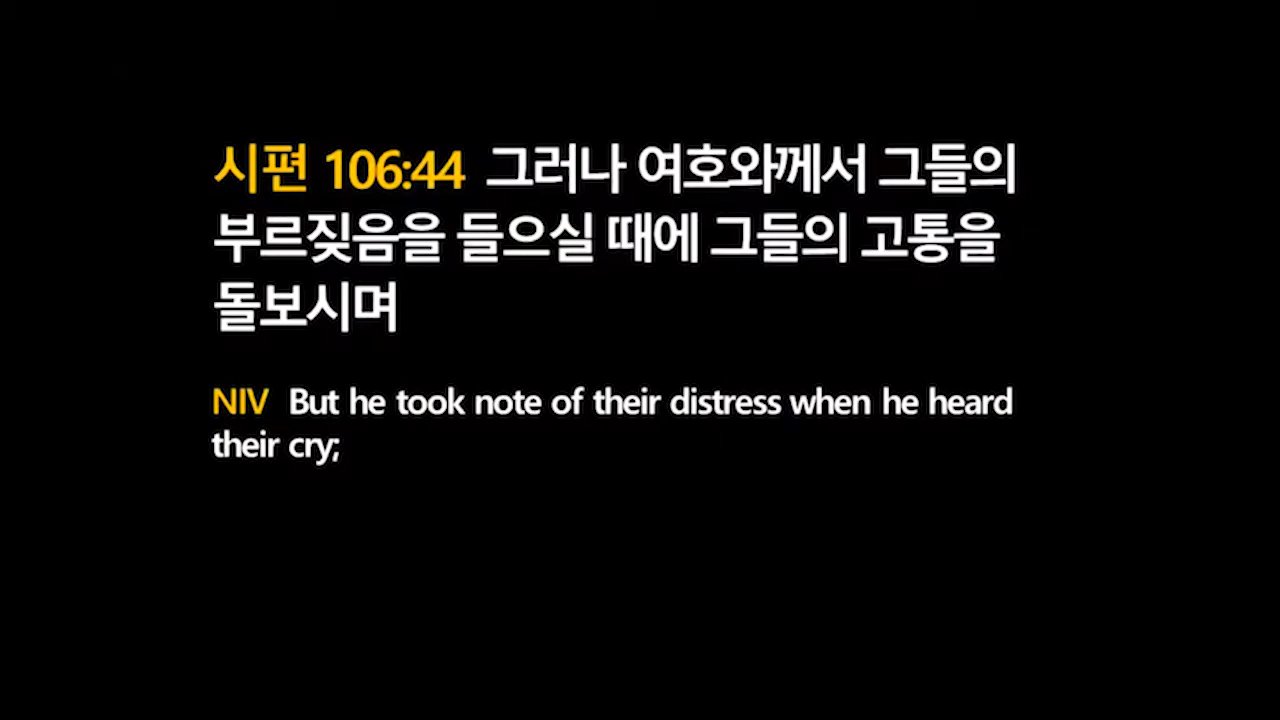 시편 106:44 그러나 여호와께서 그들의
부르짖음을 들으실 때에 그들의 고통을
돌보시며
NIV But he took note of their distress when he heard
their cry;